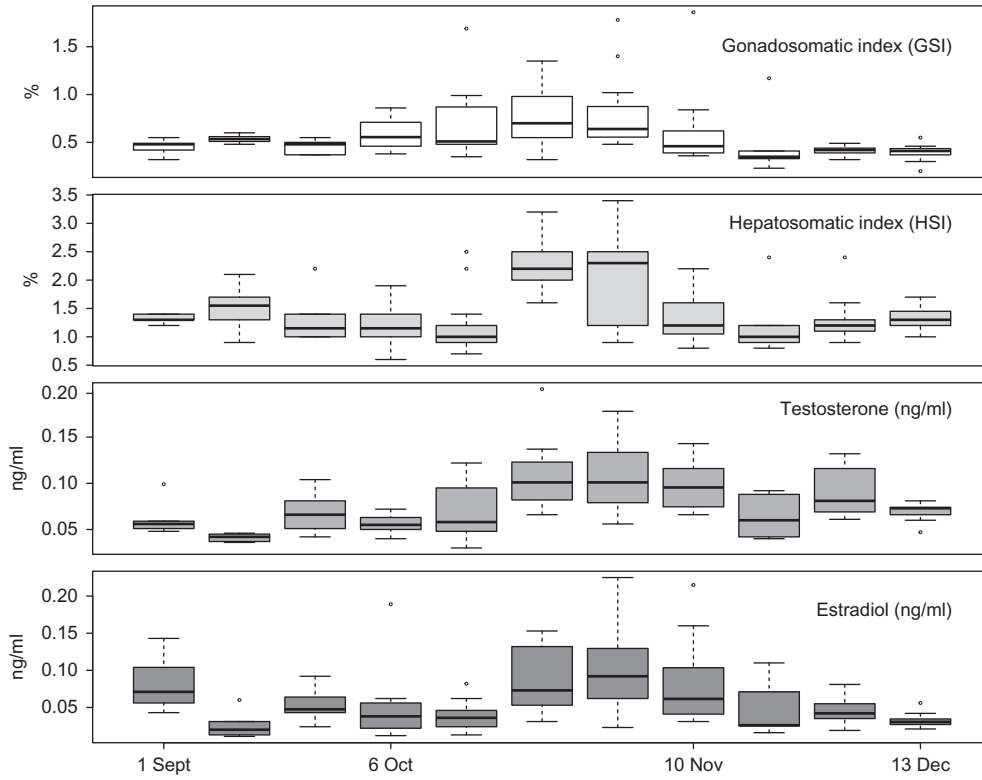 Gonadosomatic index (GSI)
%
1.5
1.0
0.5
Hepatosomatic index (HSI)
%
3.5
3.0
2.5
2.0
1.5
1.0
0.5
Testosterone (ng/ml)
ng/ml
0.20
0.15
0.10
0.05
Estradiol (ng/ml)
ng/ml
0.20
0.15
0.10
0.05
1 Sept 6 Oct 10 Nov 13 Dec